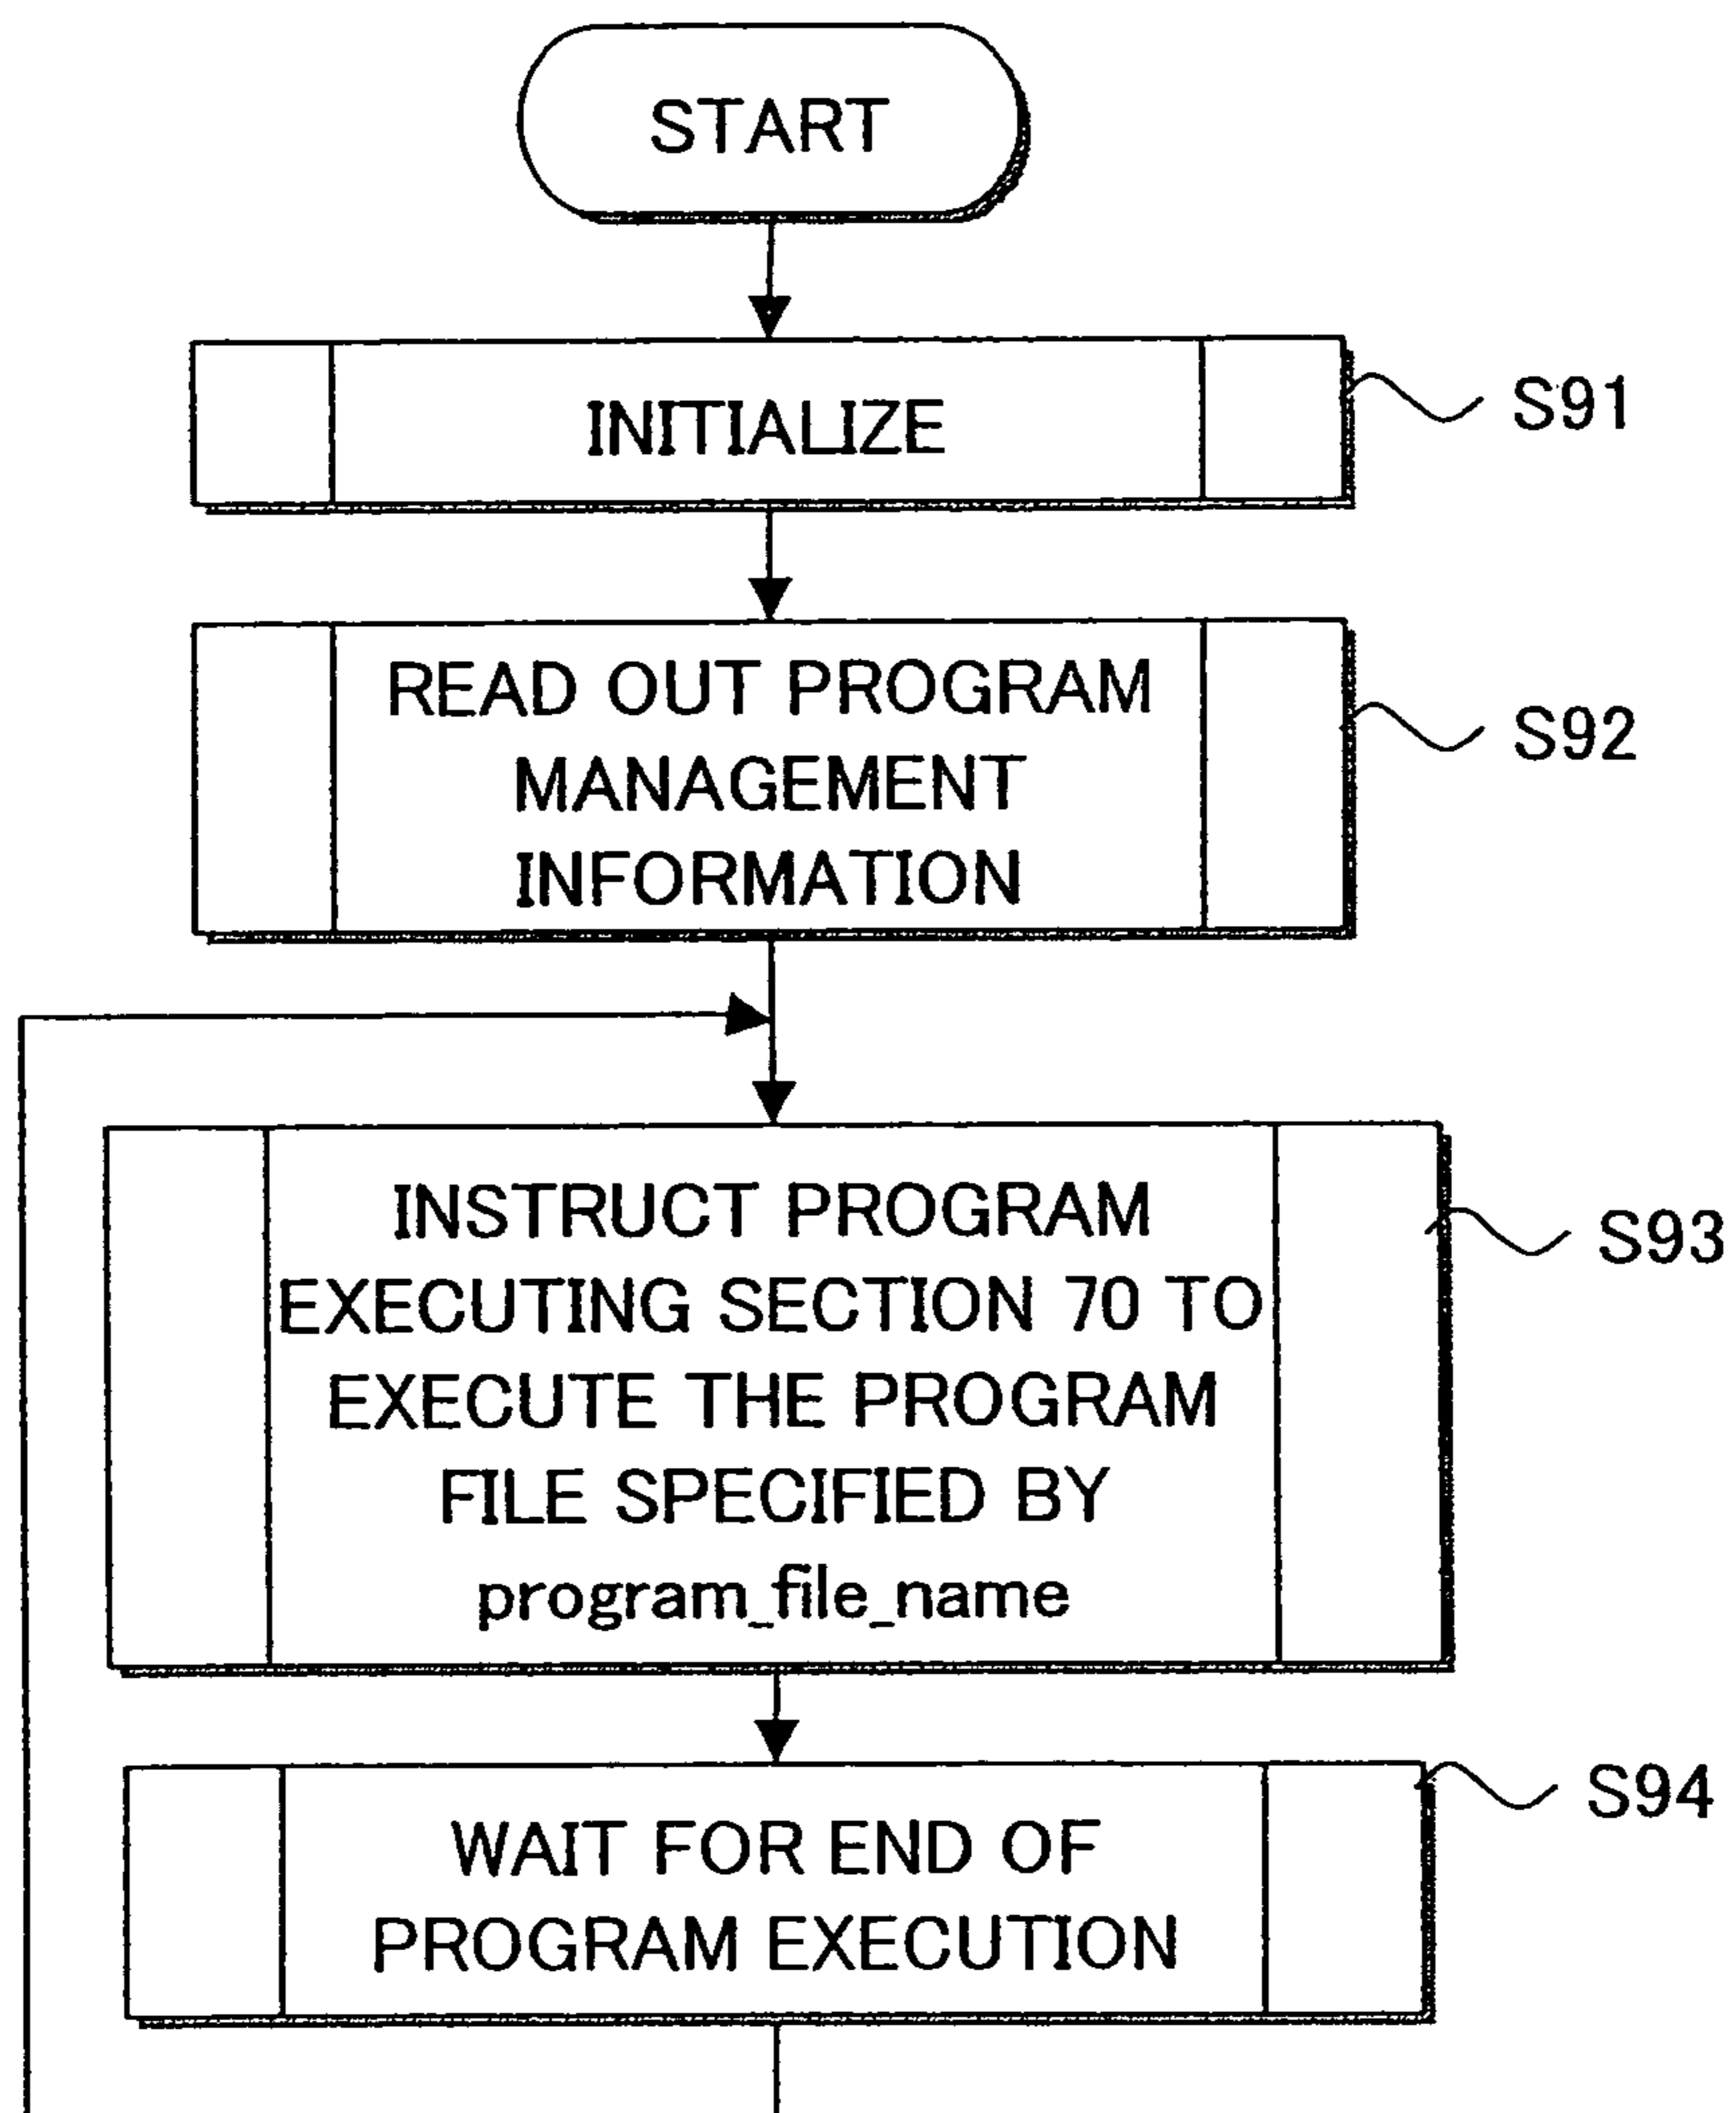 START
INITIALIZE
S91
READ OUT PROGRAM
MANAGEMENT
INFORMATION
S92
INSTRUCT PROGRAM
EXECUTING SECTION 70 TO
EXECUTE THE PROGRAM
FILE SPECIFIED BY
program_file_name
S93
WAIT FOR END OF
PROGRAM EXECUTION
S94